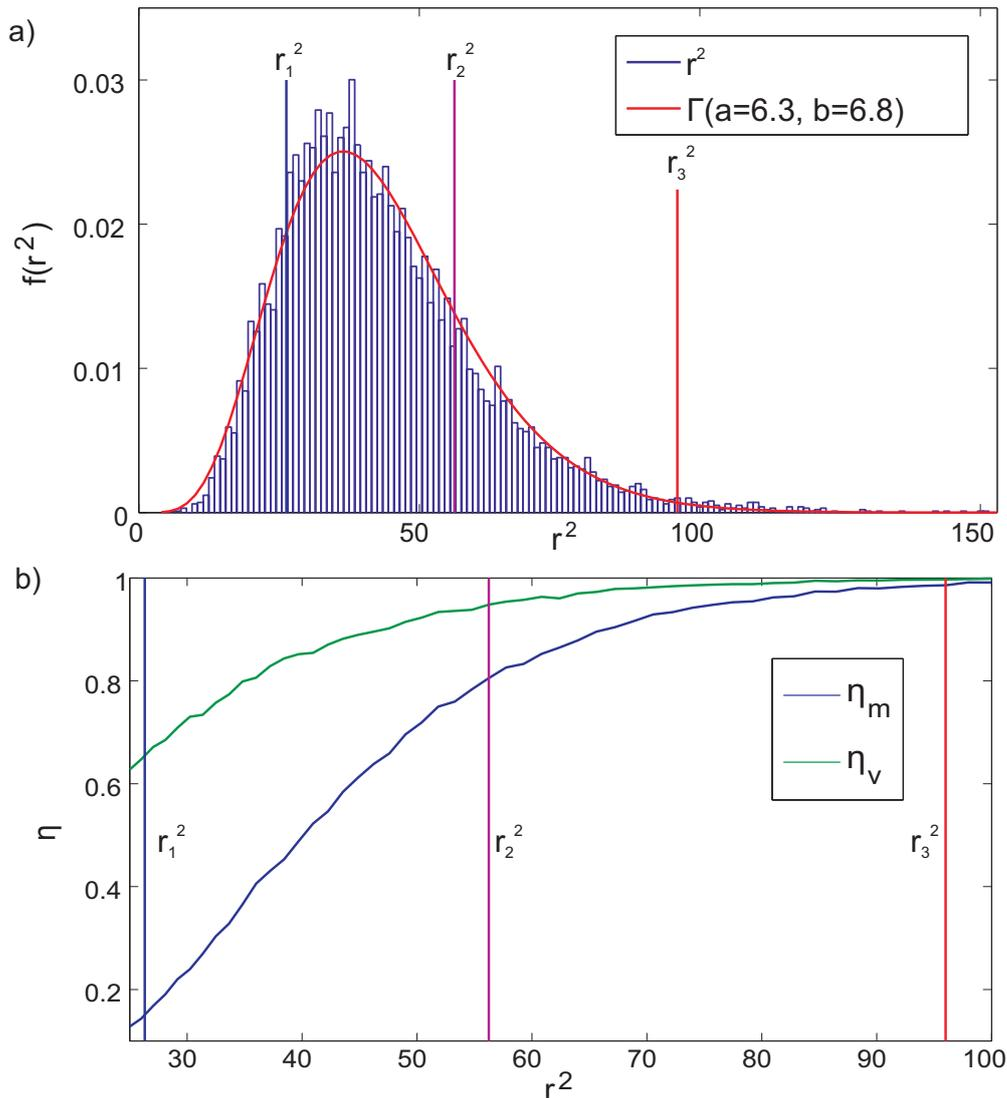 a)
r₁² r₂²
r²
Γ(a=6.3, b=6.8)
r₃²
0.03
0.02
0.01
0
f(r²)
0 50 100 150
r²
b)
1
0.8
0.6
0.4
0.2
η
η_m
η_v
r₁² r₂² r₃²
30 40 50 60 70 80 90 100
r²